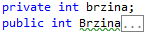 private int brzina;
public int Brzina...